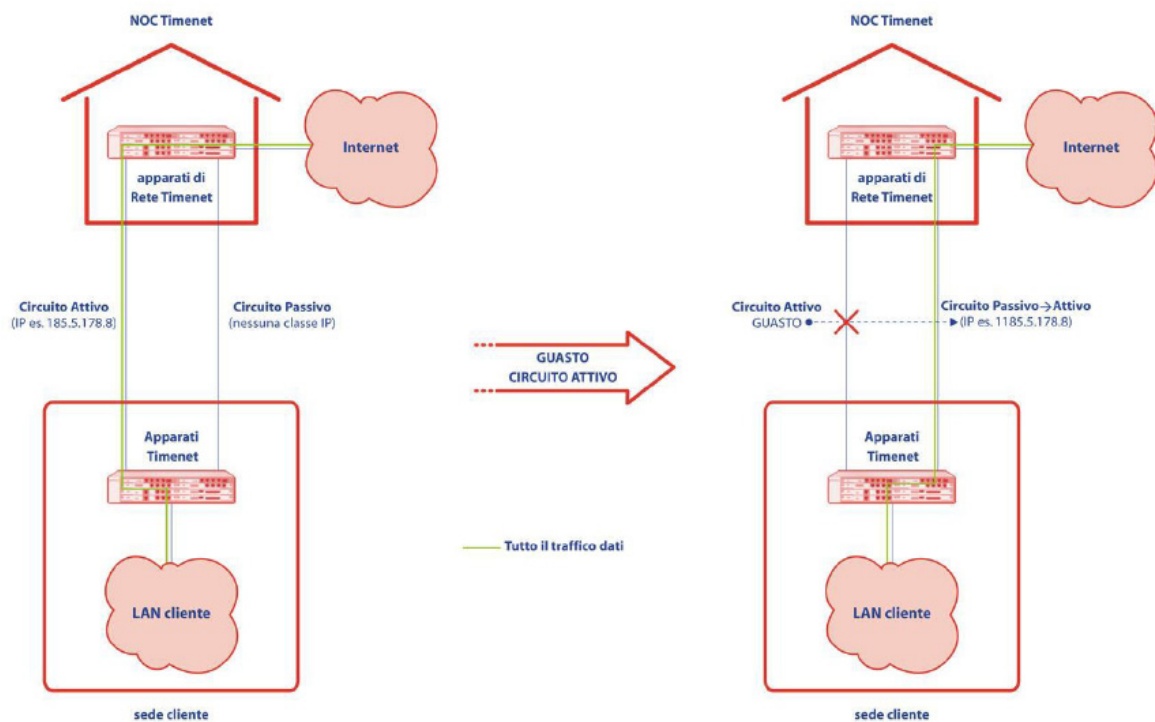 NOC Timenet
Internet
apparati di
Rete Timenet
Circuito Attivo
(IP es. 185.5.178.8)
Circuito Passivo
(nessuna classe IP)
Apparati
Timenet
LAN cliente
sede cliente
GUASTO
CIRCUITO ATTIVO
Tutto il traffico dati
NOC Timenet
Internet
apparati di
Rete Timenet
Circuito Attivo
GUASTO
Circuito Passivo→Attivo
(IP es. 1185.5.178.8)
Apparati
Timenet
LAN cliente
sede cliente